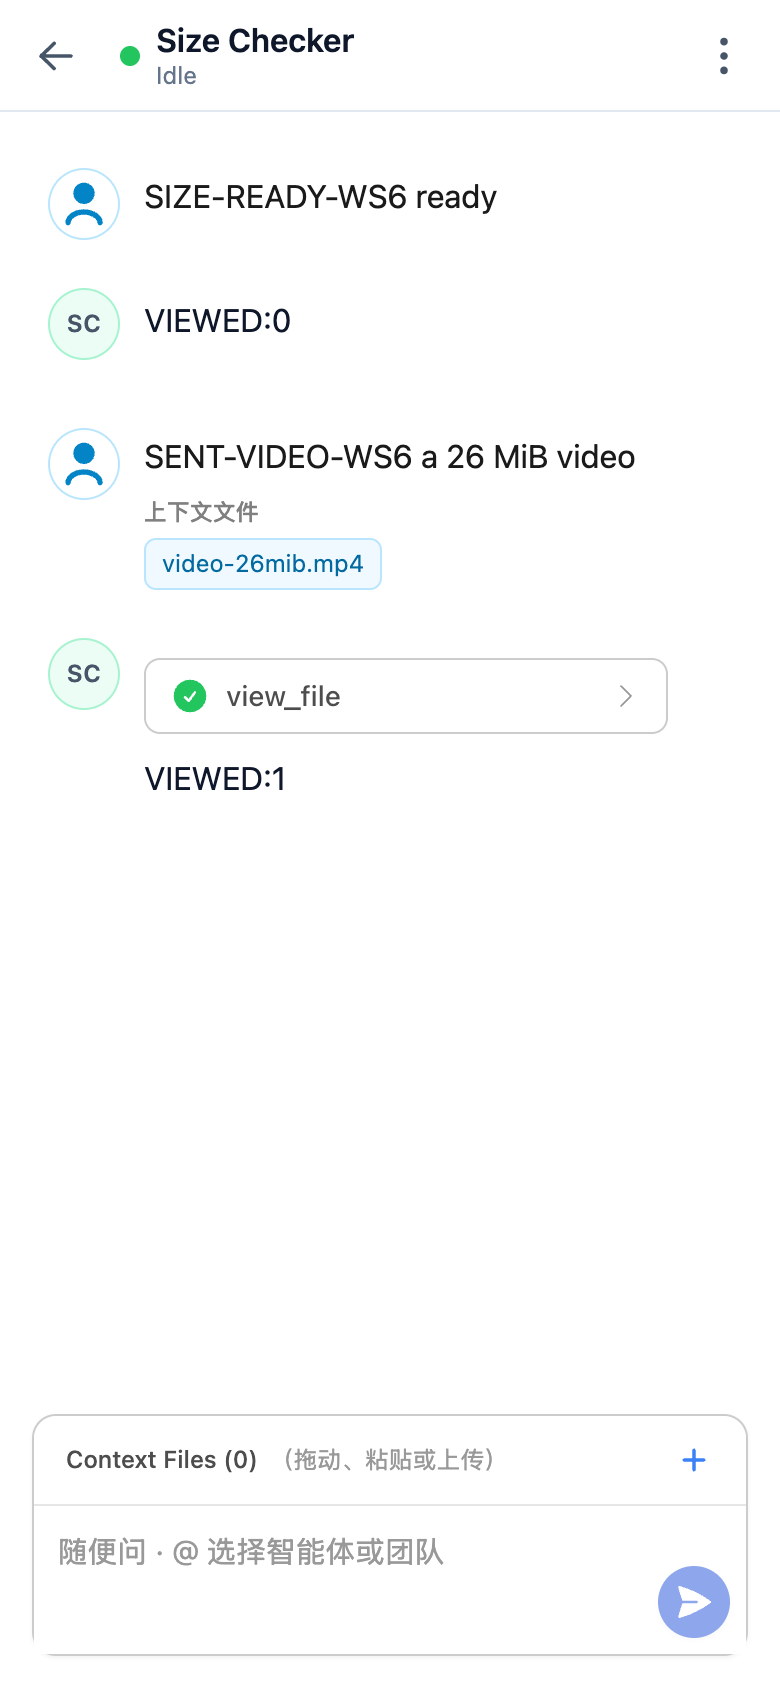 Size Checker
Idle
SIZE-READY-WS6 ready
SC
VIEWED:0
SENT-VIDEO-WS6 a 26 MiB video
上下文文件
video-26mib.mp4
SC
view_file
VIEWED:1
Context Files (0) （拖动、粘贴或上传）
随便问 · @ 选择智能体或团队